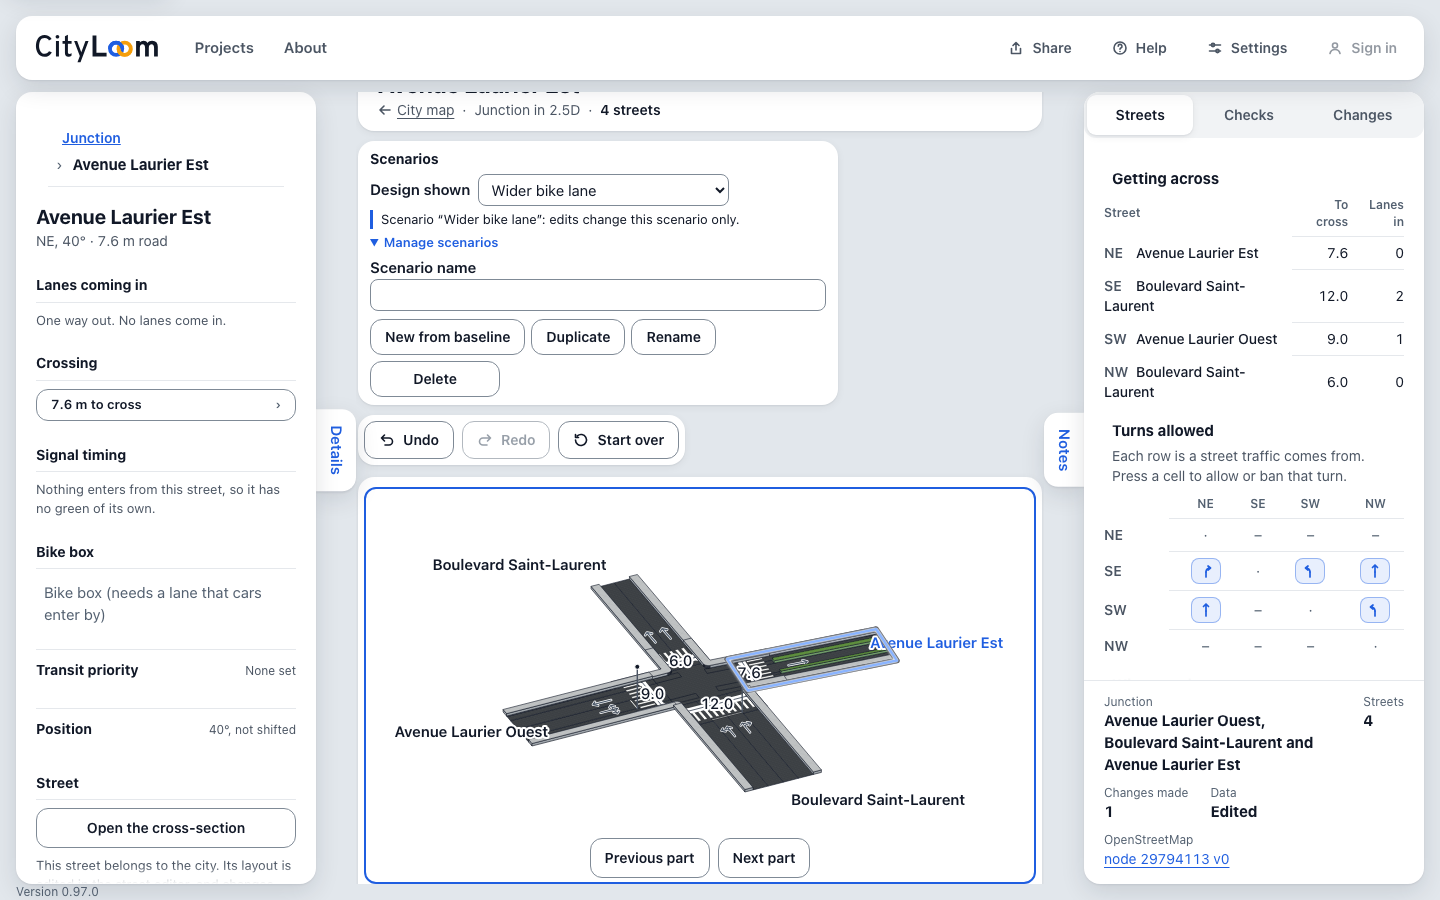 CityLoom
Projects
About
Share
Help
Settings
Sign in
Junction
› Avenue Laurier Est
Avenue Laurier Est
NE, 40° · 7.6 m road
Lanes coming in
One way out. No lanes come in.
Crossing
7.6 m to cross ›
Signal timing
Nothing enters from this street, so it has
no green of its own.
Bike box
Bike box (needs a lane that cars
enter by)
Transit priority
None set
Position
40°, not shifted
Street
Open the cross-section
This street belongs to the city. Its layout is
Version 0.97.0
Details
Avenue Laurier Est
← City map · Junction in 2.5D · 4 streets
Scenarios
Design shown
Wider bike lane
Scenario “Wider bike lane”: edits change this scenario only.
▼ Manage scenarios
Scenario name
New from baseline
Duplicate
Rename
Delete
Undo
Redo
Start over
Boulevard Saint-Laurent
Avenue Laurier Est
6.0
7.6
9.0
12.0
Avenue Laurier Ouest
Boulevard Saint-Laurent
Previous part
Next part
Notes
Streets
Checks
Changes
Getting across
Street To cross Lanes in
NE Avenue Laurier Est 7.6 0
SE Boulevard Saint-Laurent 12.0 2
SW Avenue Laurier Ouest 9.0 1
NW Boulevard Saint-Laurent 6.0 0
Turns allowed
Each row is a street traffic comes from.
Press a cell to allow or ban that turn.
NE SE SW NW
NE · – – –
SE ↱ · ↰ ↑
SW ↑ – · ↰
NW – – – ·
Junction
Avenue Laurier Ouest,
Boulevard Saint-Laurent and
Avenue Laurier Est
Streets
4
Changes made
1
Data
Edited
OpenStreetMap
node 29794113 v0